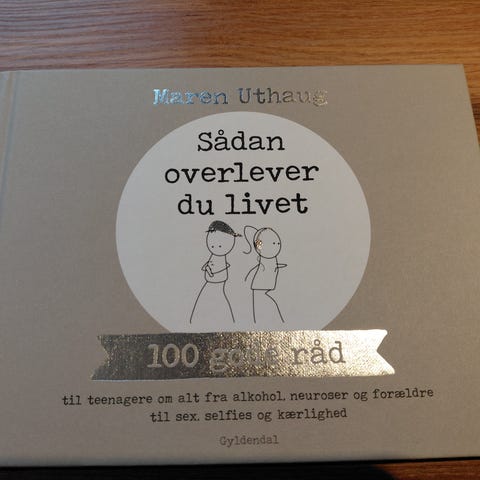 Maren Uthaug
Sådan
overlever
du livet
100 gode råd
til teenagere om alt fra alkohol, neuroser og forældre
til sex, selfies og kærlighed
Gyldendal